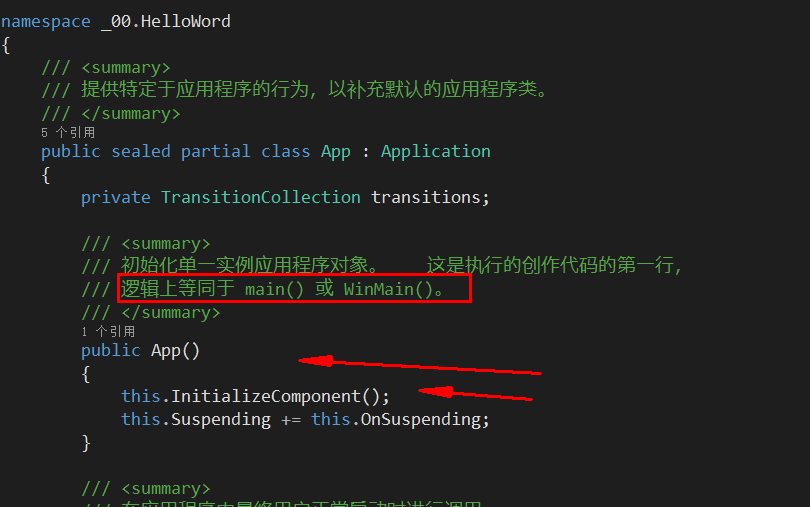 namespace _00.HelloWord
{
/// <summary>
/// 提供特定于应用程序的行为，以补充默认的应用程序类。
/// </summary>
5 个引用
public sealed partial class App : Application
{
private TransitionCollection transitions;
/// <summary>
/// 初始化单一实例应用程序对象。 这是执行的创作代码的第一行，
/// 逻辑上等同于 main() 或 WinMain()。
/// </summary>
1 个引用
public App()
{
this.InitializeComponent();
this.Suspending += this.OnSuspending;
}
/// <summary>